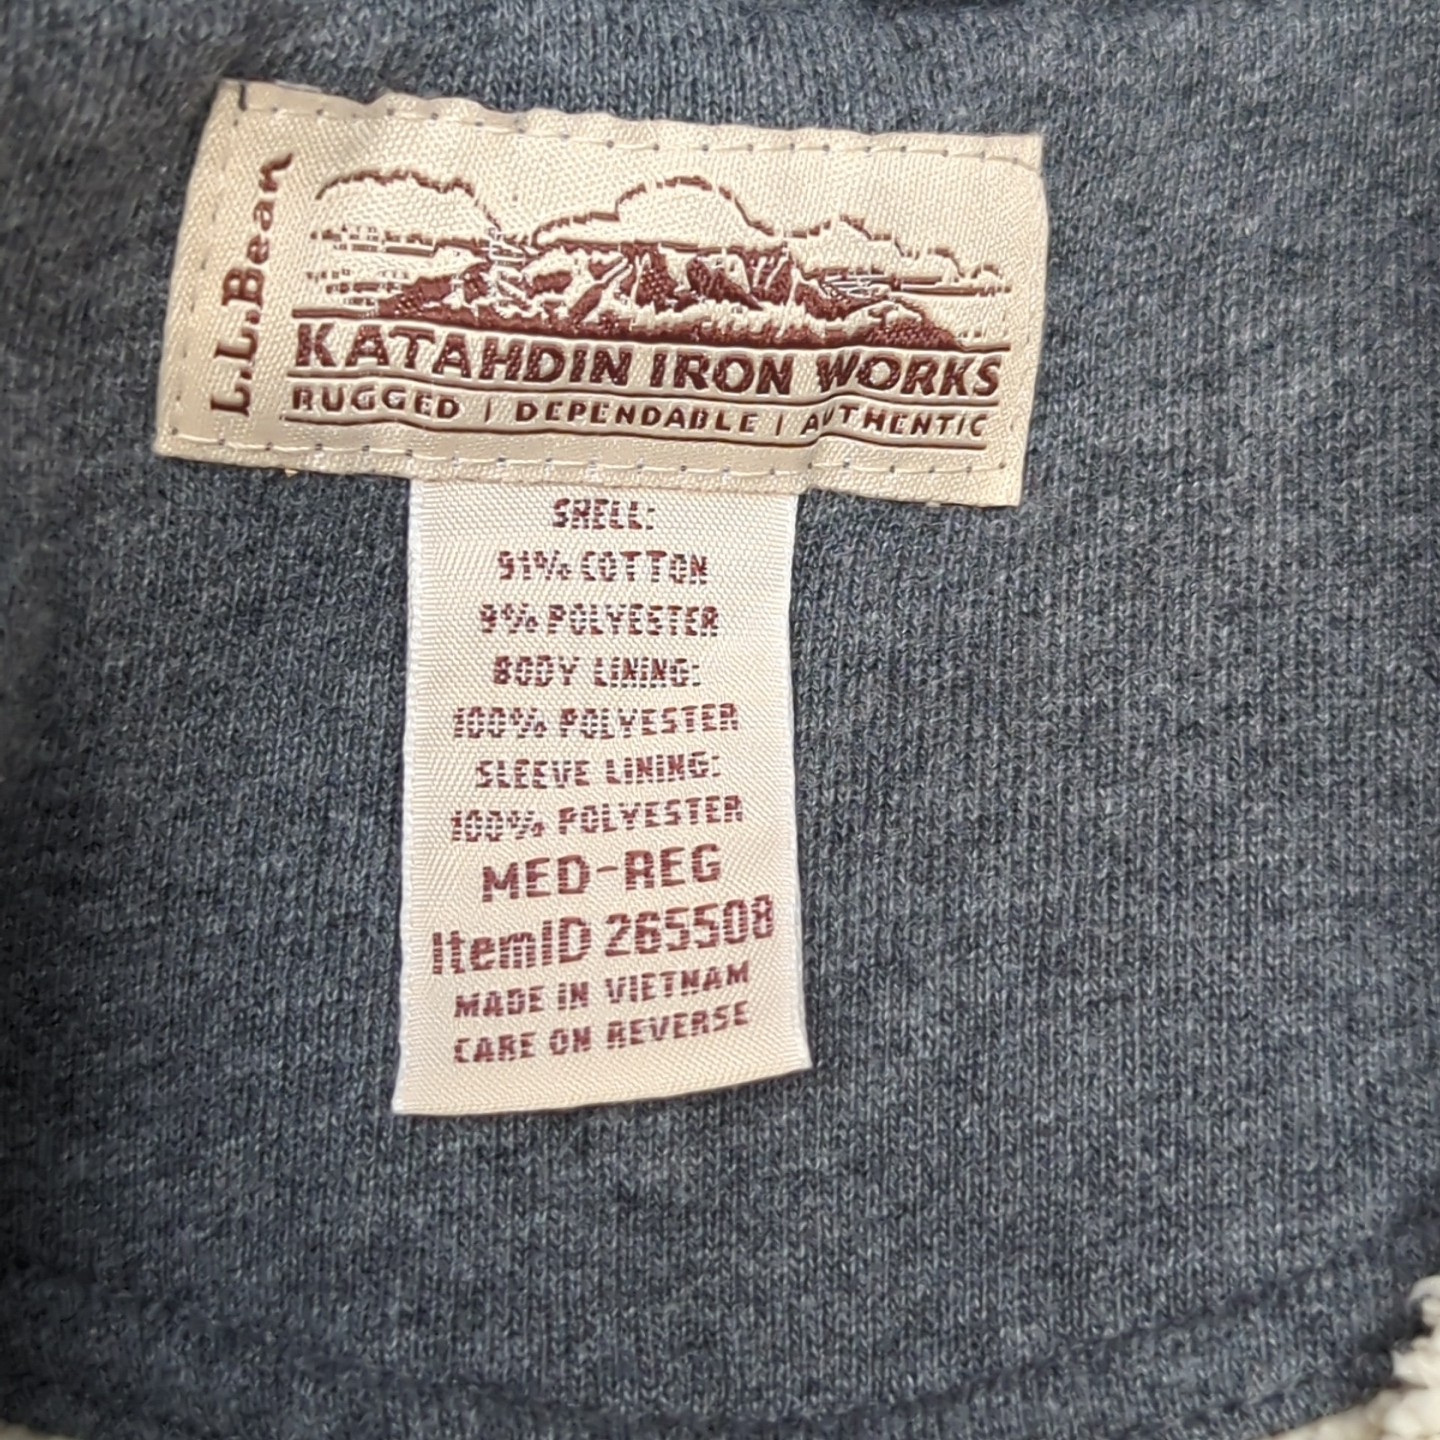 L.L.Bean
KATAHDIN IRON WORKS
RUGGED | DEPENDABLE | AUTHENTIC
SHELL:
91% COTTON
9% POLYESTER
BODY LINING:
100% POLYESTER
SLEEVE LINING:
100% POLYESTER
MED-REG
ItemID 265508
MADE IN VIETNAM
CARE ON REVERSE